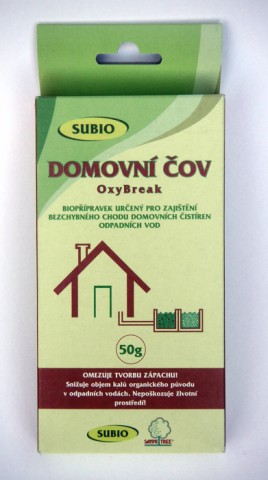 SUBIO
DOMOVNÍ ČOV
OxyBreak
BIOPŘÍPRAVEK URČENÝ PRO ZAJIŠTĚNÍ
BEZCHYBNÉHO CHODU DOMOVNÍCH ČISTÍREN
ODPADNÍCH VOD
50g
OMEZUJE TVORBU ZÁPACHU!
Snižuje objem kalů organického původu
v odpadních vodách. Nepoškozuje životní
prostředí!
SUBIO
SANNITREE